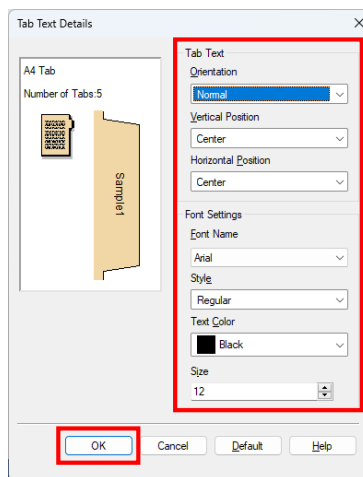 Tab Text Details
A4 Tab
Number of Tabs:5
Sample1
Tab Text
Orientation
Normal
Vertical Position
Center
Horizontal Position
Center
Font Settings
Font Name
Arial
Style
Regular
Text Color
Black
Size
12
OK
Cancel
Default
Help